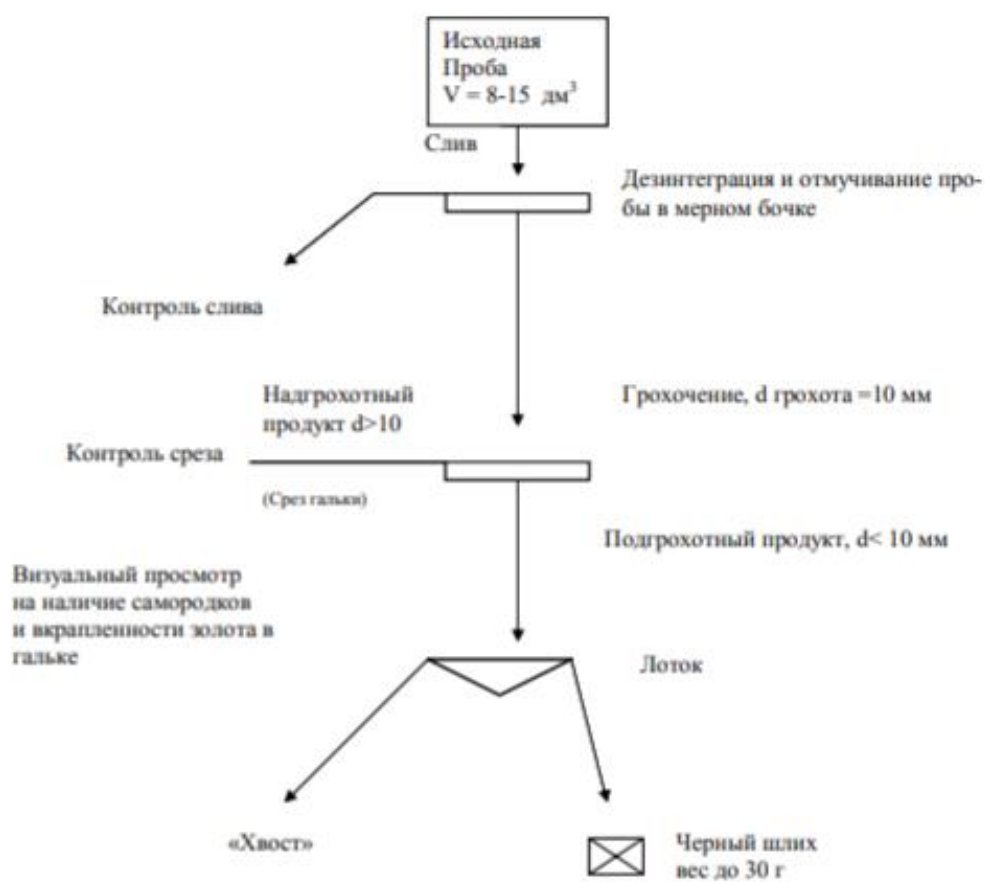 Исходная
Проба
V = 8-15 дм³
Слив
Дезинтеграция и отмучивание про-
бы в мерном бочке
Контроль слива
Надгрохотный
продукт d>10
Грохочение, d грохота =10 мм
Контроль среза
(Срез гальки)
Подгрохотный продукт, d< 10 мм
Визуальный просмотр
на наличие самородков
и вкрапленности золота в
гальке
Лоток
«Хвост»
Черный шлих
вес до 30 г